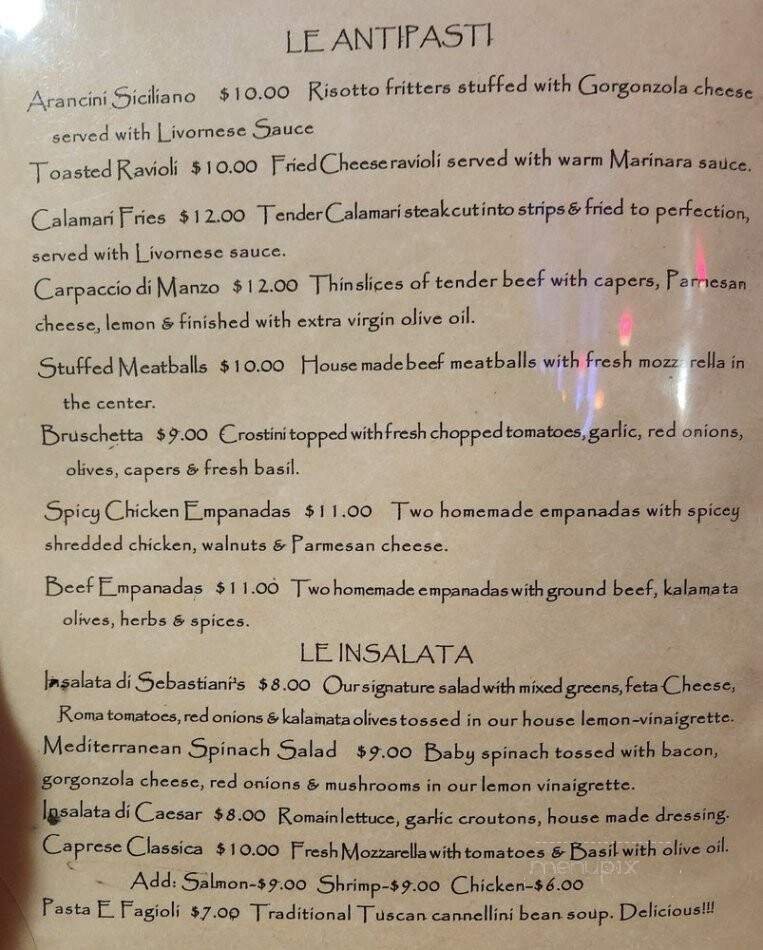 LE ANTIPASTI
Arancini Siciliano $10.00 Risotto fritters stuffed with Gorgonzola cheese
served with Livornese Sauce
Toasted Ravioli $10.00 Fried Cheese ravioli served with warm Marinara sauce.
Calamari Fries $12.00 Tender Calamari steak cut into strips & fried to perfection,
served with Livornese sauce.
Carpaccio di Manzo $12.00 Thin slices of tender beef with capers, Parmesan
cheese, lemon & finished with extra virgin olive oil.
Stuffed Meatballs $10.00 House made beef meatballs with fresh mozzarella in
the center.
Bruschetta $9.00 Crostini topped with fresh chopped tomatoes, garlic, red onions,
olives, capers & fresh basil.
Spicy Chicken Empanadas $11.00 Two homemade empanadas with spicey
shredded chicken, walnuts & Parmesan cheese.
Beef Empanadas $11.00 Two homemade empanadas with ground beef, kalamata
olives, herbs & spices.
LE INSALATA
Insalata di Sebastiani's $8.00 Our signature salad with mixed greens, feta Cheese,
Roma tomatoes, red onions & kalamata olives tossed in our house lemon-vinaigrette.
Mediterranean Spinach Salad $9.00 Baby spinach tossed with bacon,
gorgonzola cheese, red onions & mushrooms in our lemon vinaigrette.
Insalata di Caesar $8.00 Romain lettuce, garlic croutons, house made dressing.
Caprese Classica $10.00 Fresh Mozzarella with tomatoes & Basil with olive oil.
menupix
Add: Salmon-$9.00 Shrimp-$9.00 Chicken-$6.00
Pasta E Fagioli $7.00 Traditional Tuscan cannellini bean soup. Delicious!!!